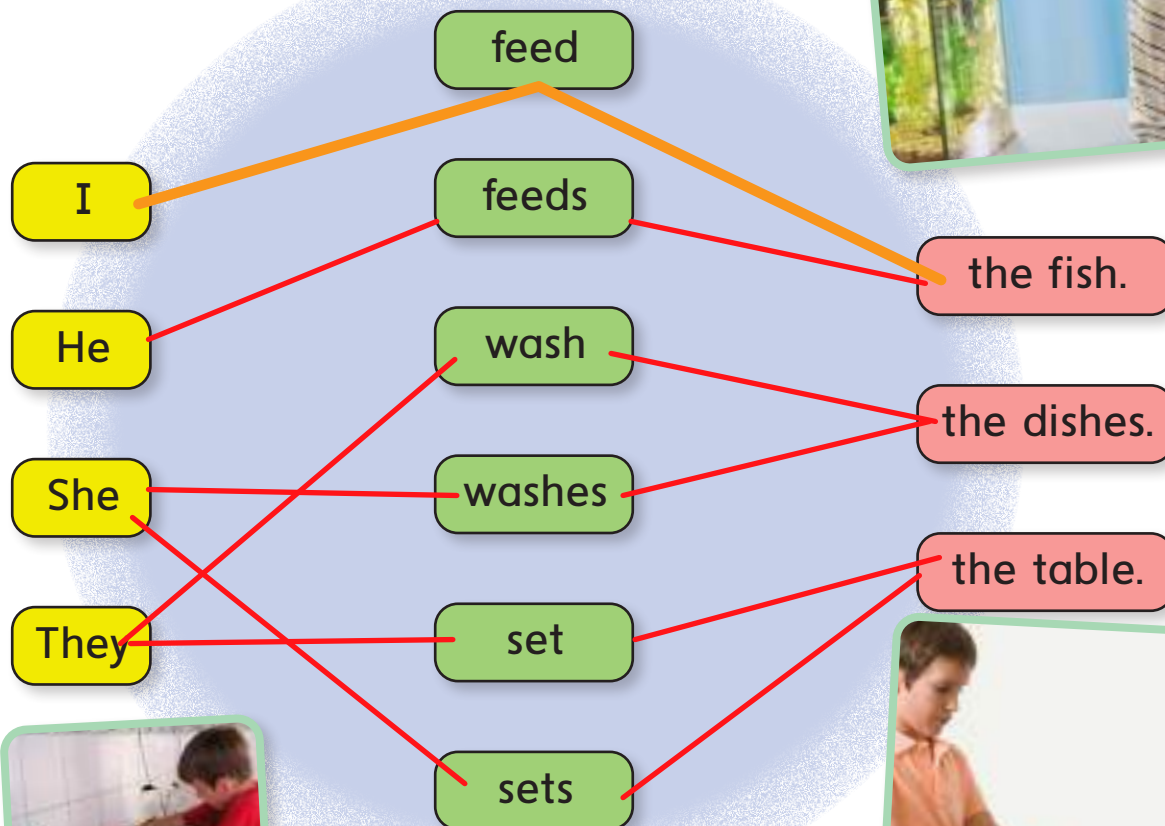 feed
I
feeds
the fish.
He
wash
the dishes.
She
washes
the table.
They
set
sets